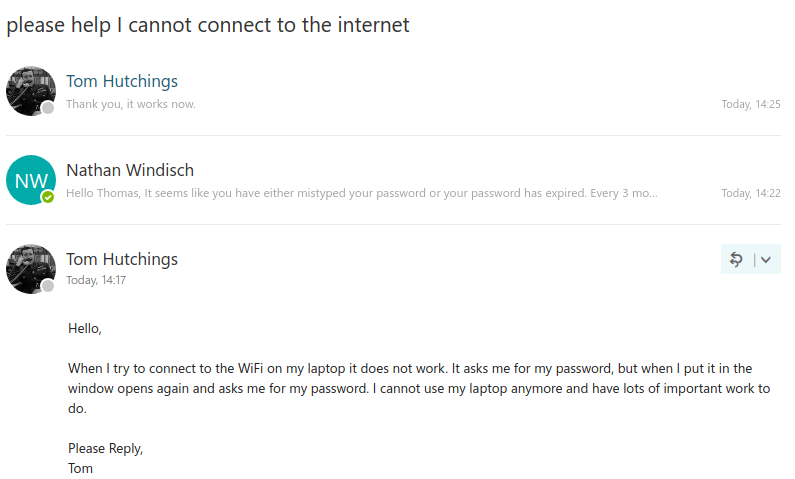 please help I cannot connect to the internet
Tom Hutchings
Thank you, it works now.
Today, 14:25
NW
Nathan Windisch
Hello Thomas, It seems like you have either mistyped your password or your password has expired. Every 3 mo...
Today, 14:22
Tom Hutchings
Today, 14:17
Hello,
When I try to connect to the WiFi on my laptop it does not work. It asks me for my password, but when I put it in the
window opens again and asks me for my password. I cannot use my laptop anymore and have lots of important work to
do.
Please Reply,
Tom